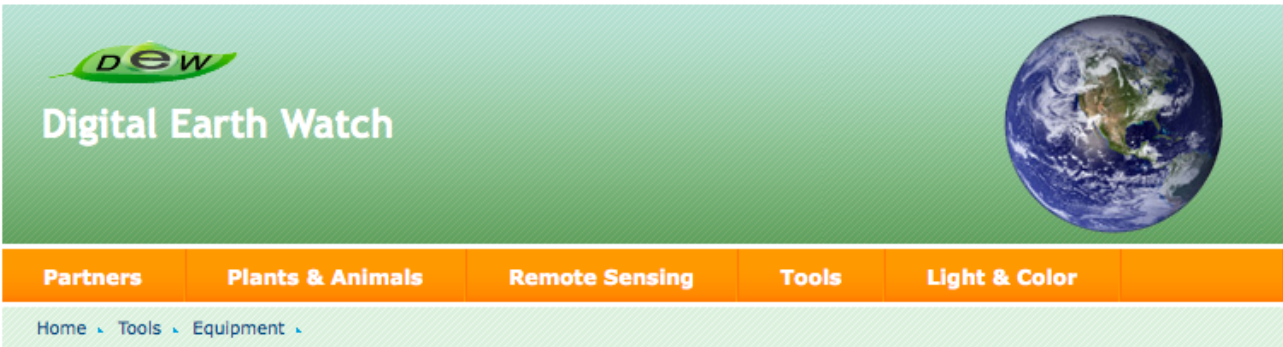 DeW
Digital Earth Watch
Partners Plants & Animals Remote Sensing Tools Light & Color
Home Tools Equipment